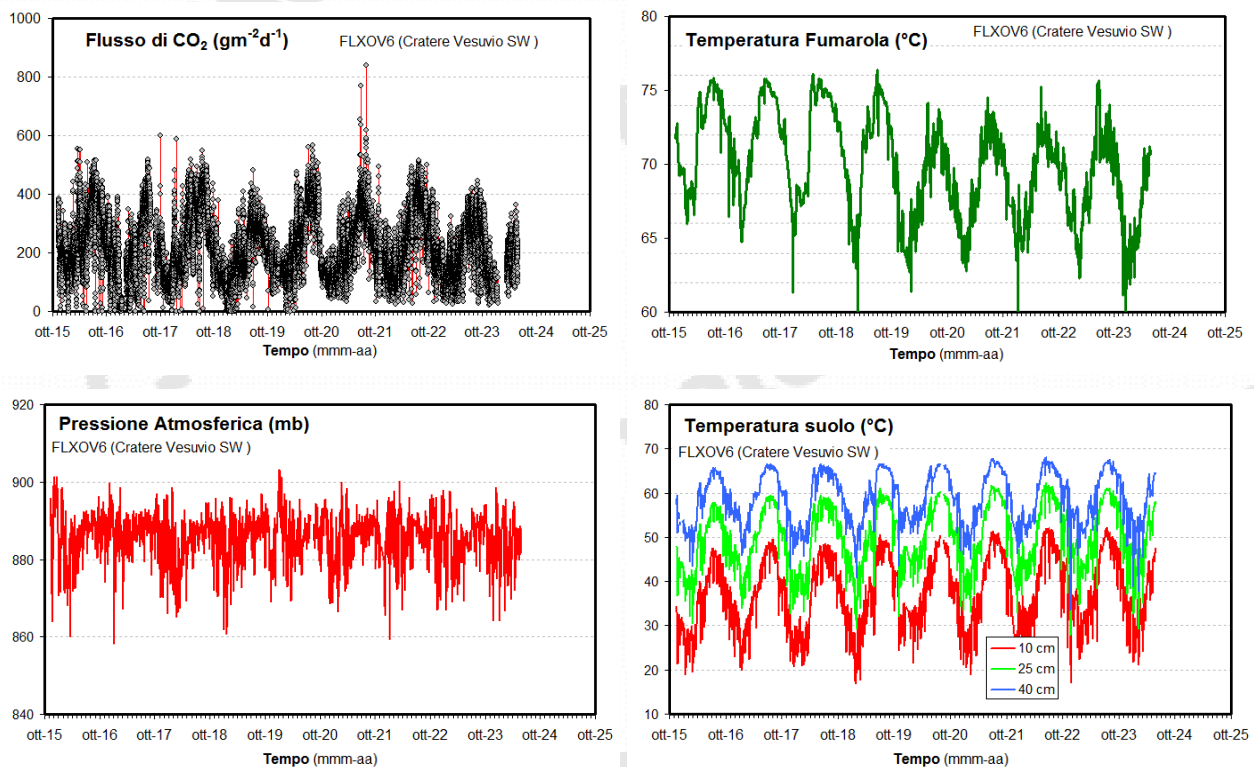 Flusso di CO₂ (gm⁻²d⁻¹)
FLXOV6 (Cratere Vesuvio SW )
1000
800
600
400
200
0
ott-15 ott-16 ott-17 ott-18 ott-19 ott-20 ott-21 ott-22 ott-23 ott-24 ott-25
Tempo (mmm-aa)
Temperatura Fumarola (°C)
FLXOV6 (Cratere Vesuvio SW )
80
75
70
65
60
ott-15 ott-16 ott-17 ott-18 ott-19 ott-20 ott-21 ott-22 ott-23 ott-24 ott-25
Tempo (mmm-aa)
Pressione Atmosferica (mb)
FLXOV6 (Cratere Vesuvio SW )
920
900
880
860
840
ott-15 ott-16 ott-17 ott-18 ott-19 ott-20 ott-21 ott-22 ott-23 ott-24 ott-25
Tempo (mmm-aa)
Temperatura suolo (°C)
FLXOV6 (Cratere Vesuvio SW )
80
70
60
50
40
30
20
10
10 cm
25 cm
40 cm
ott-15 ott-16 ott-17 ott-18 ott-19 ott-20 ott-21 ott-22 ott-23 ott-24 ott-25
Tempo (mmm-aa)